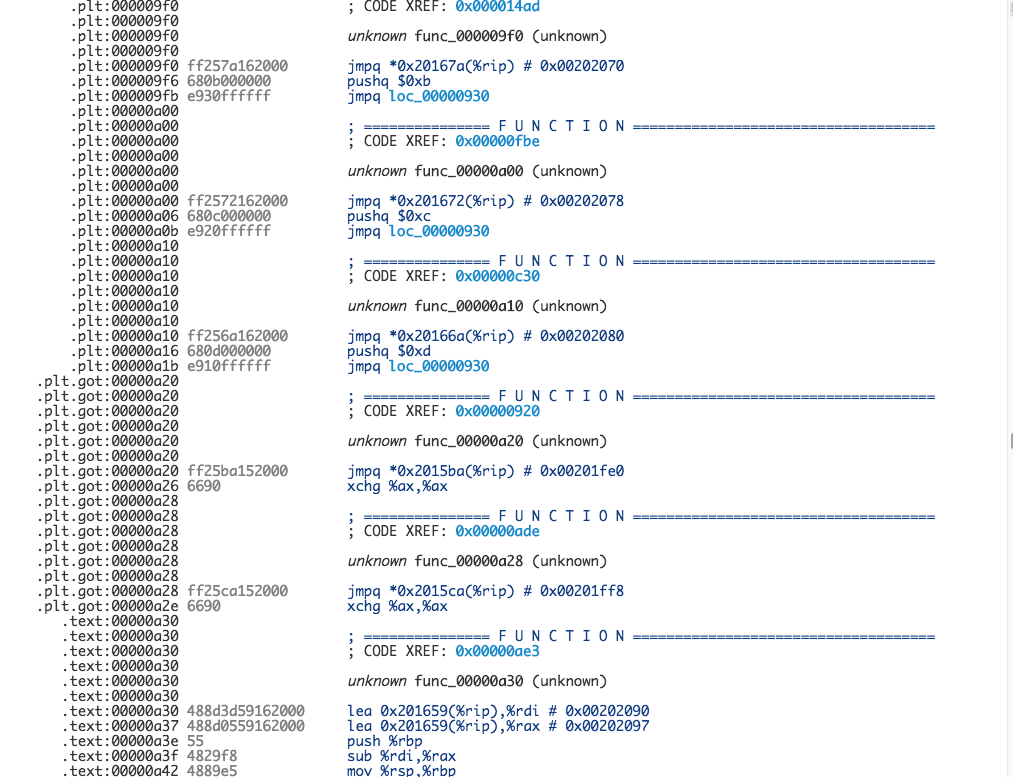 .plt:000009f0 ; CODE XREF: 0x000014ad
.plt:000009f0
.plt:000009f0 unknown func_000009f0 (unknown)
.plt:000009f0
.plt:000009f0 ff257a162000 jmpq *0x20167a(%rip) # 0x00202070
.plt:000009f6 680b000000 pushq $0xb
.plt:000009fb e930ffffff jmpq loc_00000930
.plt:00000a00
.plt:00000a00 ; =============== F U N C T I O N ====================================
.plt:00000a00 ; CODE XREF: 0x00000fbe
.plt:00000a00
.plt:00000a00 unknown func_00000a00 (unknown)
.plt:00000a00
.plt:00000a00 ff2572162000 jmpq *0x201672(%rip) # 0x00202078
.plt:00000a06 680c000000 pushq $0xc
.plt:00000a0b e920ffffff jmpq loc_00000930
.plt:00000a10
.plt:00000a10 ; =============== F U N C T I O N ====================================
.plt:00000a10 ; CODE XREF: 0x00000c30
.plt:00000a10
.plt:00000a10 unknown func_00000a10 (unknown)
.plt:00000a10
.plt:00000a10 ff256a162000 jmpq *0x20166a(%rip) # 0x00202080
.plt:00000a16 680d000000 pushq $0xd
.plt:00000a1b e910ffffff jmpq loc_00000930
.plt.got:00000a20
.plt.got:00000a20 ; =============== F U N C T I O N ====================================
.plt.got:00000a20 ; CODE XREF: 0x00000920
.plt.got:00000a20
.plt.got:00000a20 unknown func_00000a20 (unknown)
.plt.got:00000a20
.plt.got:00000a20 ff25ba152000 jmpq *0x2015ba(%rip) # 0x00201fe0
.plt.got:00000a26 6690 xchg %ax,%ax
.plt.got:00000a28
.plt.got:00000a28 ; =============== F U N C T I O N ====================================
.plt.got:00000a28 ; CODE XREF: 0x00000ade
.plt.got:00000a28
.plt.got:00000a28 unknown func_00000a28 (unknown)
.plt.got:00000a28
.plt.got:00000a28 ff25ca152000 jmpq *0x2015ca(%rip) # 0x00201ff8
.plt.got:00000a2e 6690 xchg %ax,%ax
.text:00000a30
.text:00000a30 ; =============== F U N C T I O N ====================================
.text:00000a30 ; CODE XREF: 0x00000ae3
.text:00000a30
.text:00000a30 unknown func_00000a30 (unknown)
.text:00000a30
.text:00000a30 488d3d59162000 lea 0x201659(%rip),%rdi # 0x00202090
.text:00000a37 488d0559162000 lea 0x201659(%rip),%rax # 0x00202097
.text:00000a3e 55 push %rbp
.text:00000a3f 4829f8 sub %rdi,%rax
.text:00000a42 4889e5 mov %rsp,%rbp